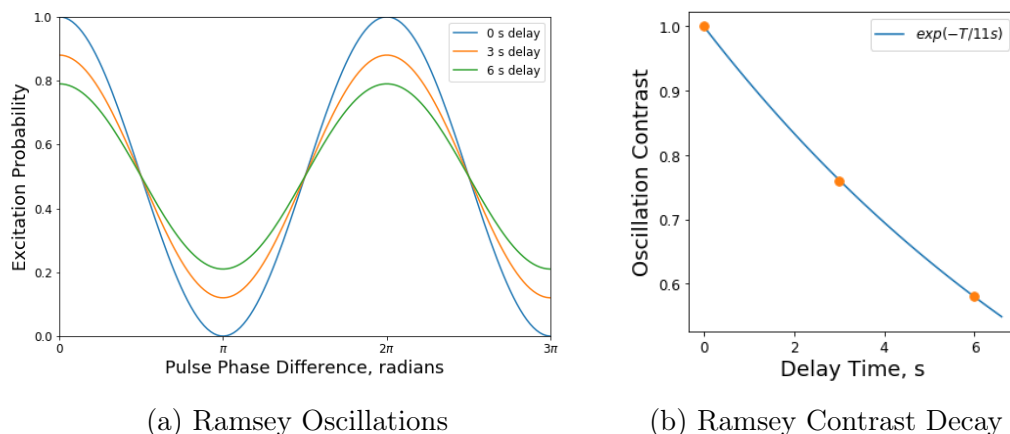 1.0
0.8
0.6
0.4
0.2
0.0
Excitation Probability
0 s delay
3 s delay
6 s delay
0
π
2π
3π
Pulse Phase Difference, radians
(a) Ramsey Oscillations
1.0
0.9
0.8
0.7
0.6
Oscillation Contrast
exp(−T/11s)
0
2
4
6
Delay Time, s
(b) Ramsey Contrast Decay